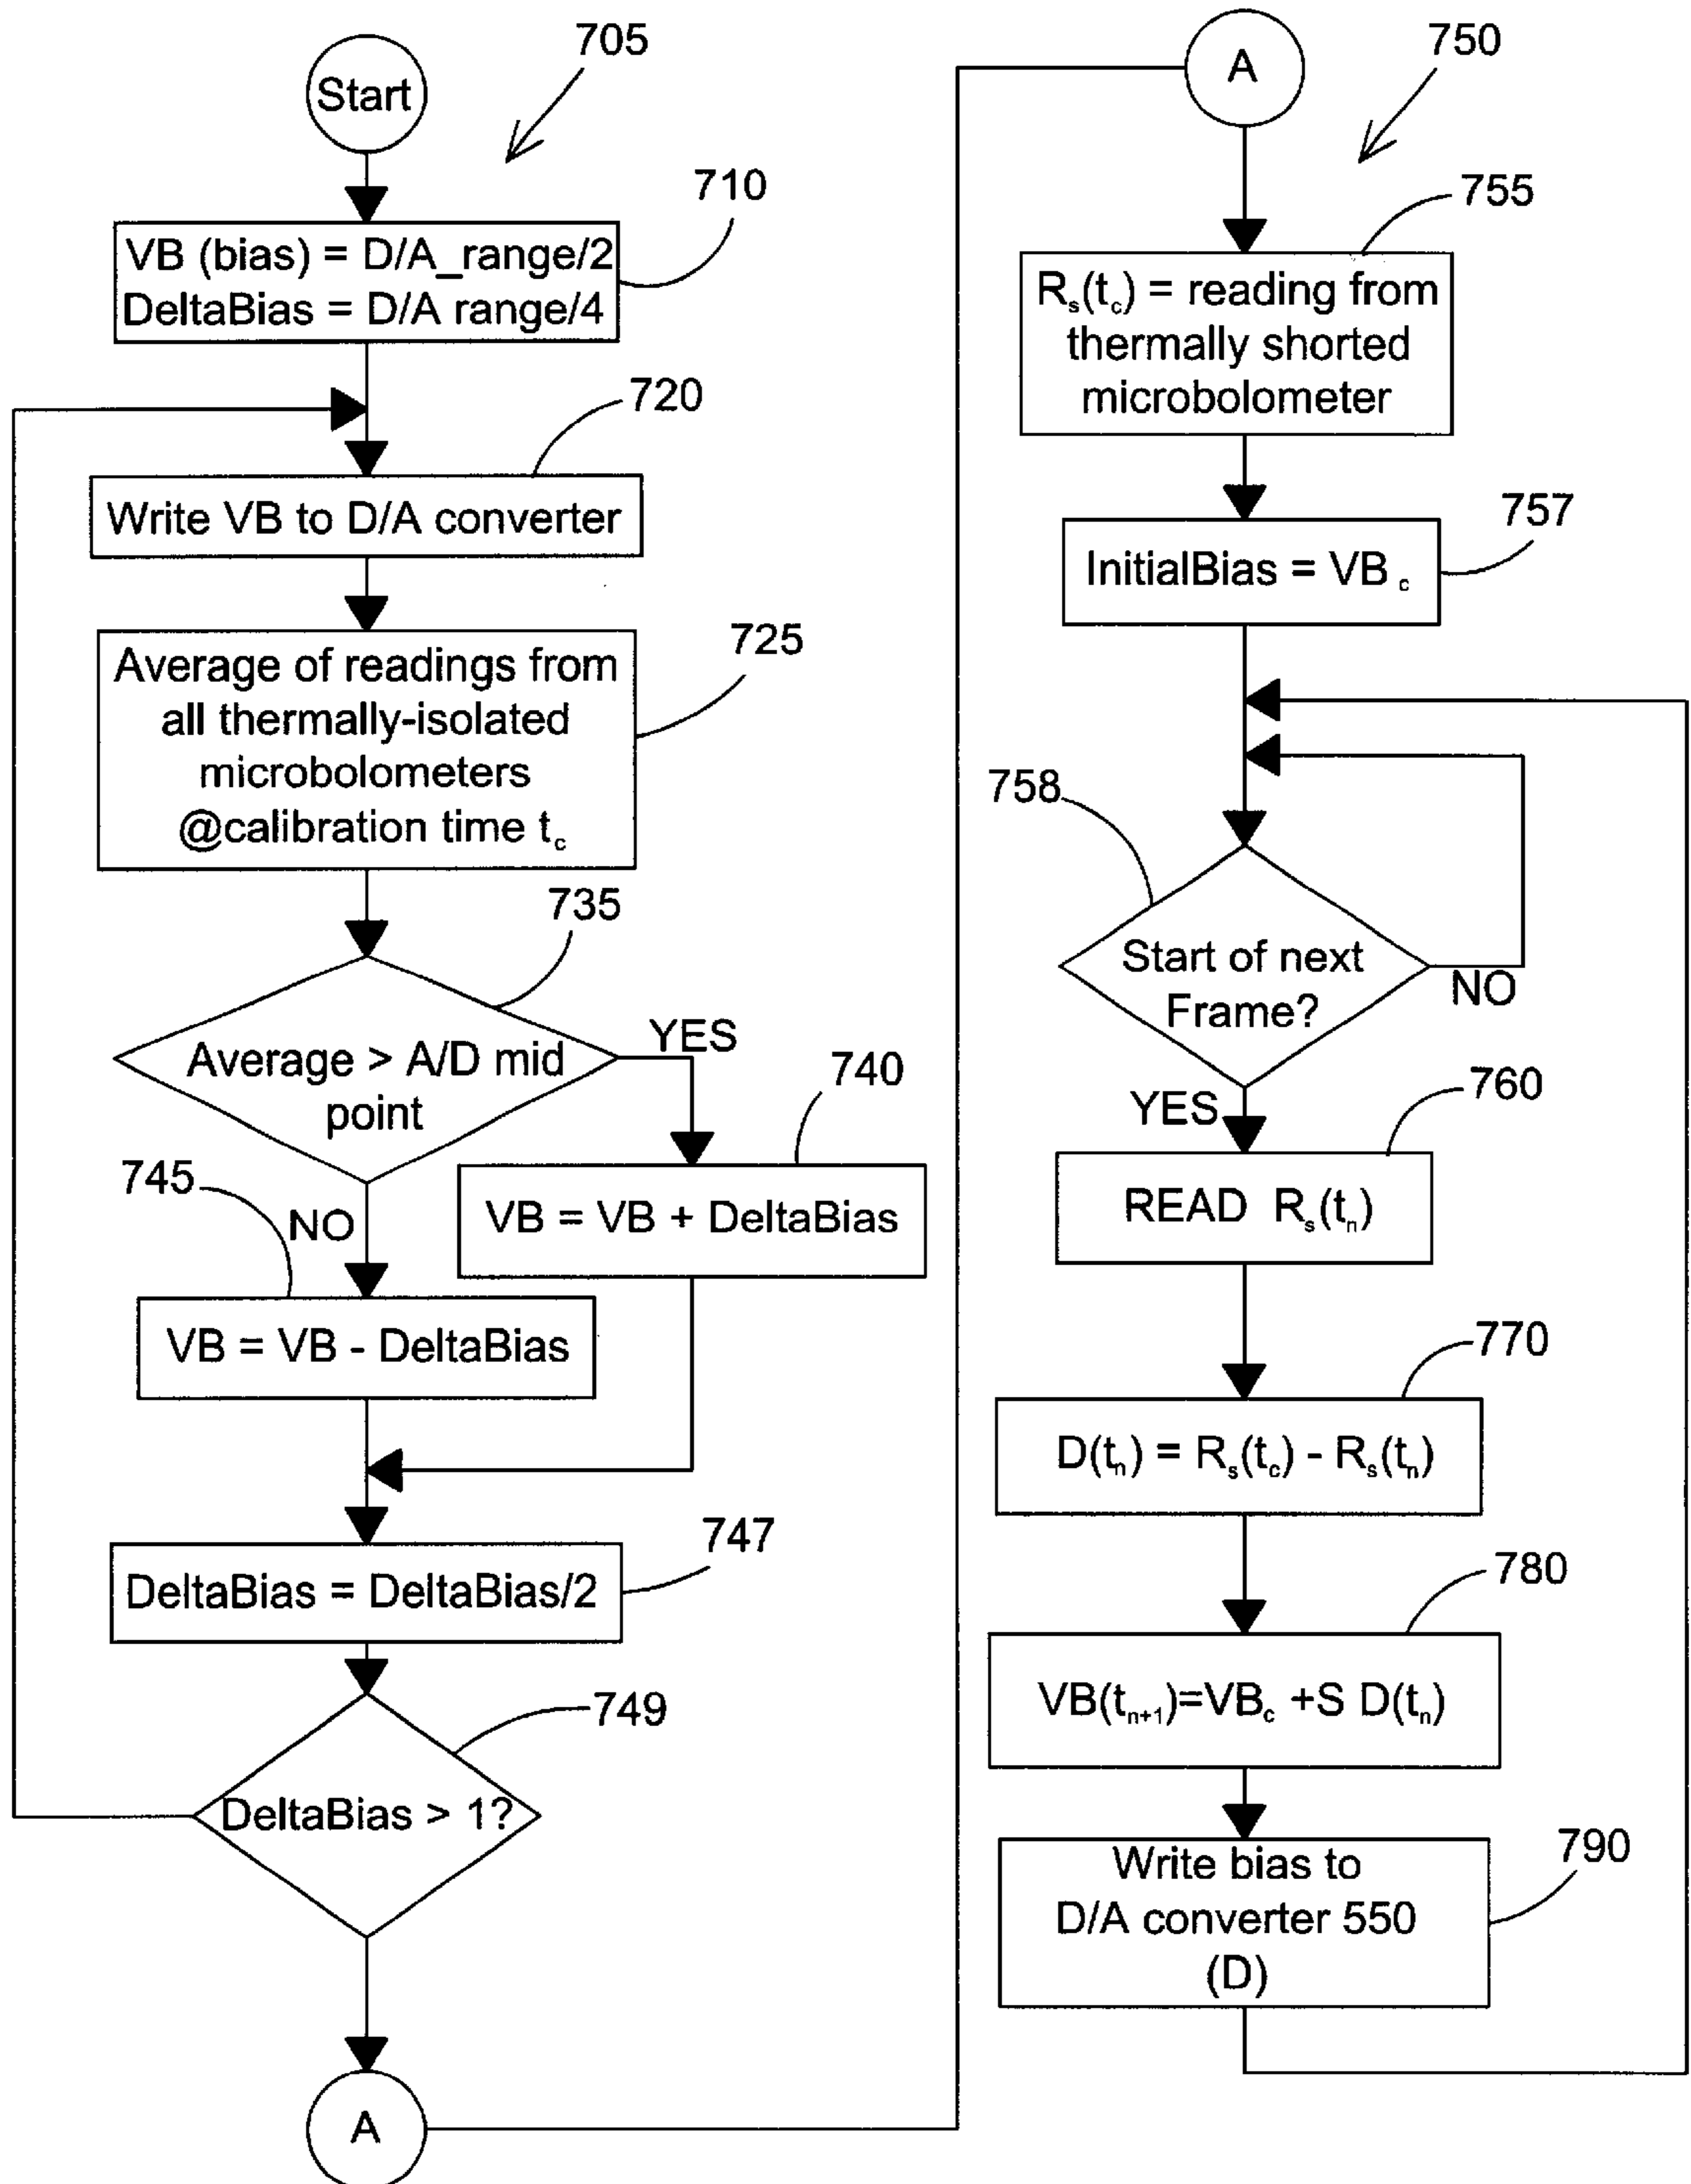 705
Start
710
VB (bias) = D/A_range/2
DeltaBias = D/A range/4
720
Write VB to D/A converter
725
Average of readings from
all thermally-isolated
microbolometers
@calibration time tc
735
Average > A/D mid
point
YES
740
VB = VB + DeltaBias
745
NO
VB = VB - DeltaBias
747
DeltaBias = DeltaBias/2
749
DeltaBias > 1?
A
A
750
755
Rs(tc) = reading from
thermally shorted
microbolometer
757
InitialBias = VB c
758
Start of next
Frame?
NO
YES
760
READ Rs(tn)
770
D(tn) = Rs(tc) - Rs(tn)
780
VB(tn+1)=VBc +S D(tn)
790
Write bias to
D/A converter 550
(D)